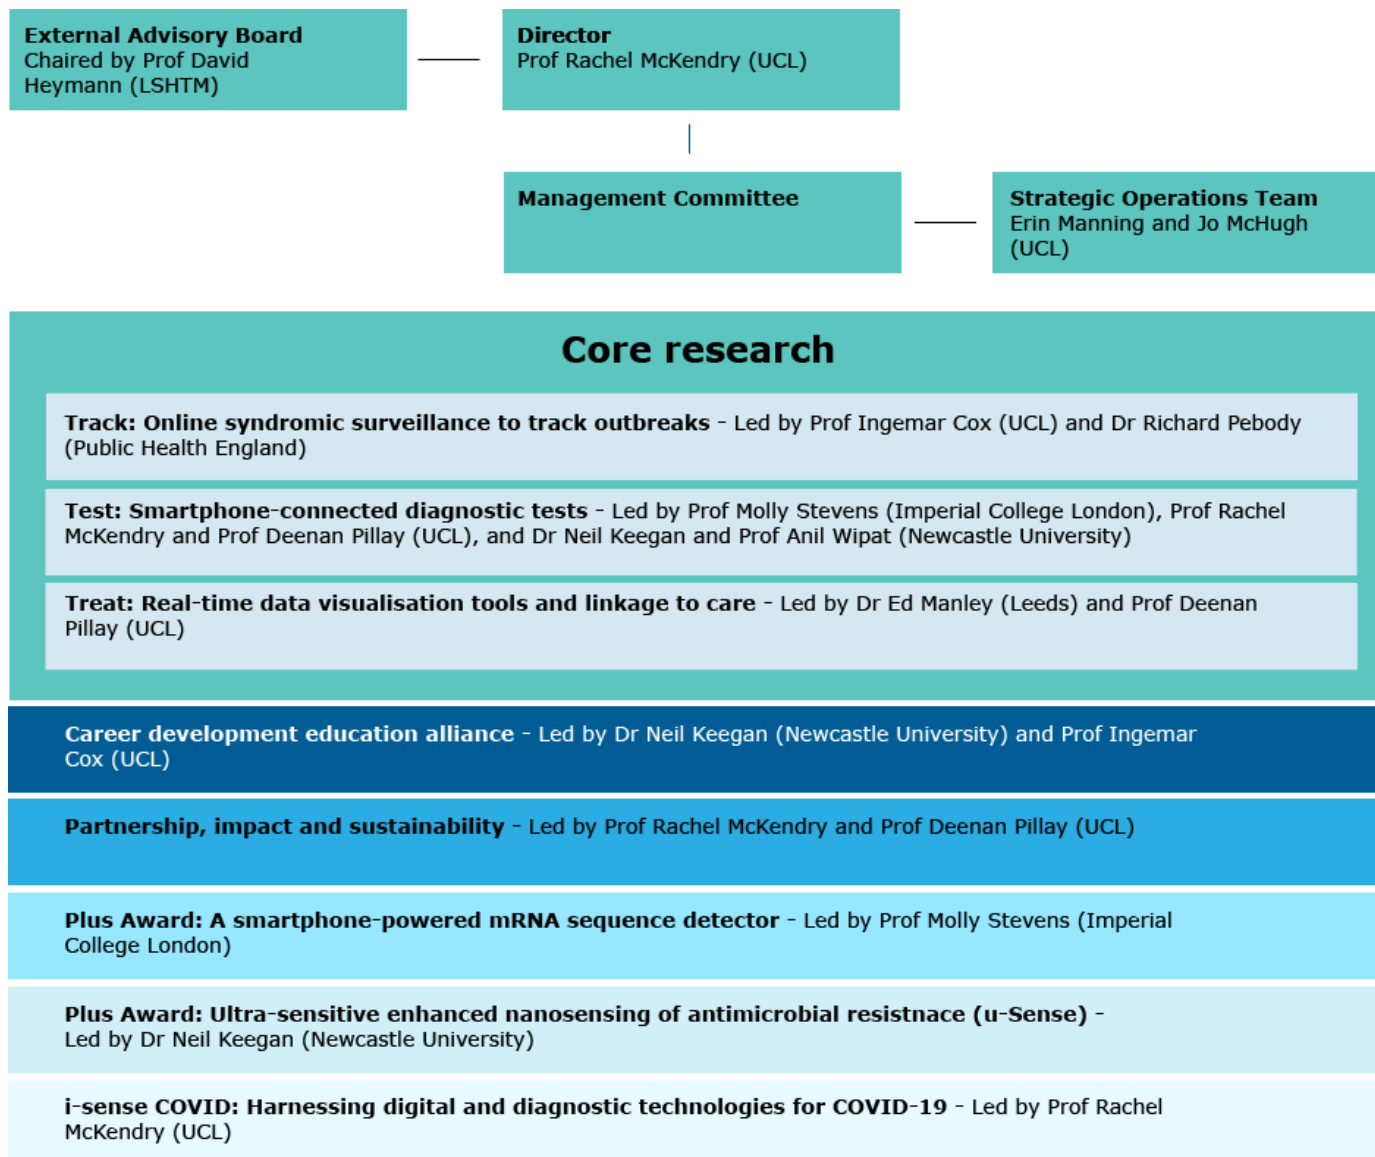 External Advisory Board
Chaired by Prof David
Heymann (LSHTM)
Director
Prof Rachel McKendry (UCL)
Management Committee
Strategic Operations Team
Erin Manning and Jo McHugh
(UCL)
Core research
Track: Online syndromic surveillance to track outbreaks - Led by Prof Ingemar Cox (UCL) and Dr Richard Pebody
(Public Health England)
Test: Smartphone-connected diagnostic tests - Led by Prof Molly Stevens (Imperial College London), Prof Rachel
McKendry and Prof Deenan Pillay (UCL), and Dr Neil Keegan and Prof Anil Wipat (Newcastle University)
Treat: Real-time data visualisation tools and linkage to care - Led by Dr Ed Manley (Leeds) and Prof Deenan
Pillay (UCL)
Career development education alliance - Led by Dr Neil Keegan (Newcastle University) and Prof Ingemar
Cox (UCL)
Partnership, impact and sustainability - Led by Prof Rachel McKendry and Prof Deenan Pillay (UCL)
Plus Award: A smartphone-powered mRNA sequence detector - Led by Prof Molly Stevens (Imperial
College London)
Plus Award: Ultra-sensitive enhanced nanosensing of antimicrobial resistnace (u-Sense) -
Led by Dr Neil Keegan (Newcastle University)
i-sense COVID: Harnessing digital and diagnostic technologies for COVID-19 - Led by Prof Rachel
McKendry (UCL)